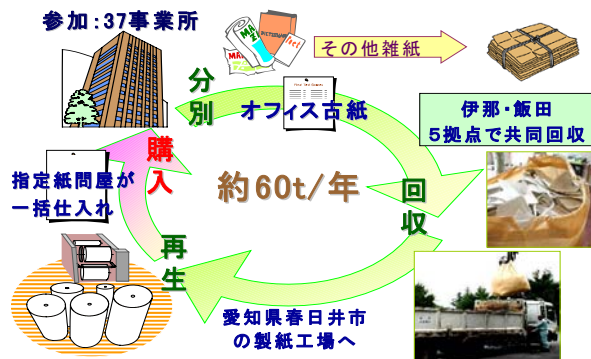 参加：37事業所
その他雑紙
分別
オフィス古紙
伊那・飯田
５拠点で共同回収
購入
指定紙問屋が
一括仕入れ
約60t/年
回収
再生
愛知県春日井市
の製紙工場へ